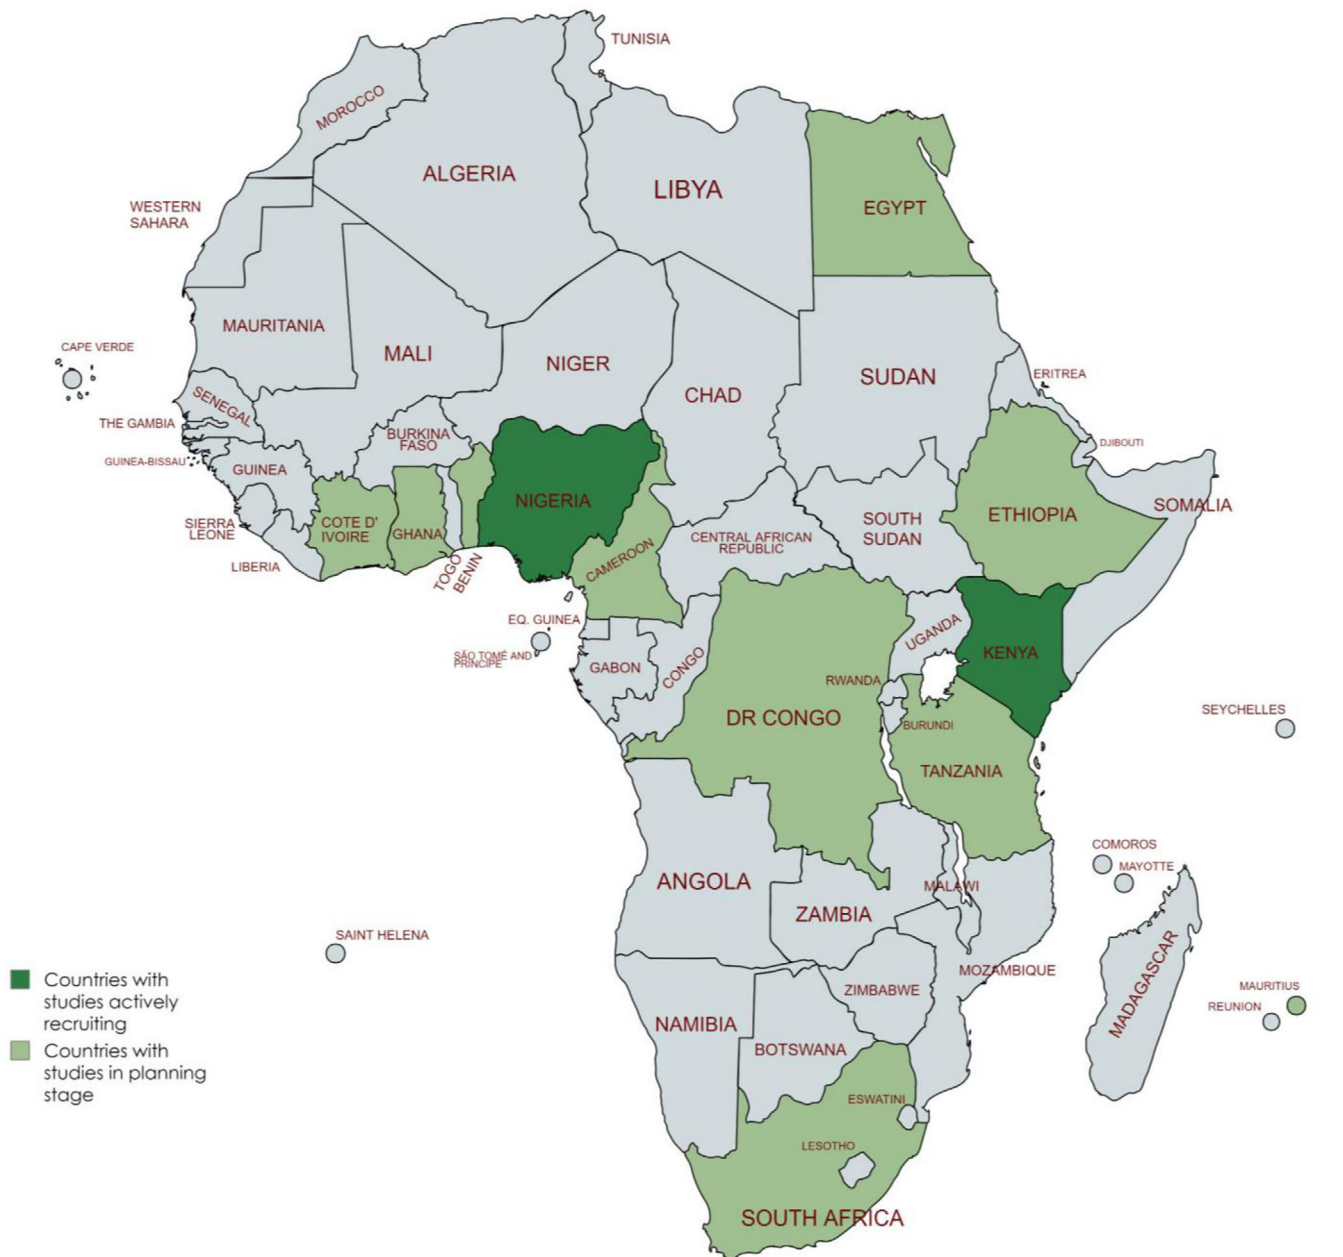 TUNISIA
MOROCCO
ALGERIA
LIBYA
EGYPT
WESTERN
SAHARA
MAURITANIA
CAPE VERDE
MALI
NIGER
CHAD
SUDAN
ERITREA
SENEGAL
THE GAMBIA
BURKINA
FASO
DJIBOUTI
GUINEA-BISSAU
GUINEA
NIGERIA
SOMALIA
SIERRA
LEONE
COTE D'
IVOIRE
GHANA
SOUTH
SUDAN
ETHIOPIA
CENTRAL AFRICAN
REPUBLIC
LIBERIA
TOGO
BENIN
CAMEROON
EQ. GUINEA
SÃO TOMÉ AND
PRINCIPE
GABON
CONGO
UGANDA
KENYA
RWANDA
DR CONGO
BURUNDI
SEYCHELLES
TANZANIA
COMOROS
MAYOTTE
ANGOLA
MALAWI
ZAMBIA
SAINT HELENA
MOZAMBIQUE
MADAGASCAR
ZIMBABWE
MAURITIUS
REUNION
NAMIBIA
BOTSWANA
ESWATINI
LESOTHO
SOUTH AFRICA
Countries with
studies actively
recruiting
Countries with
studies in planning
stage